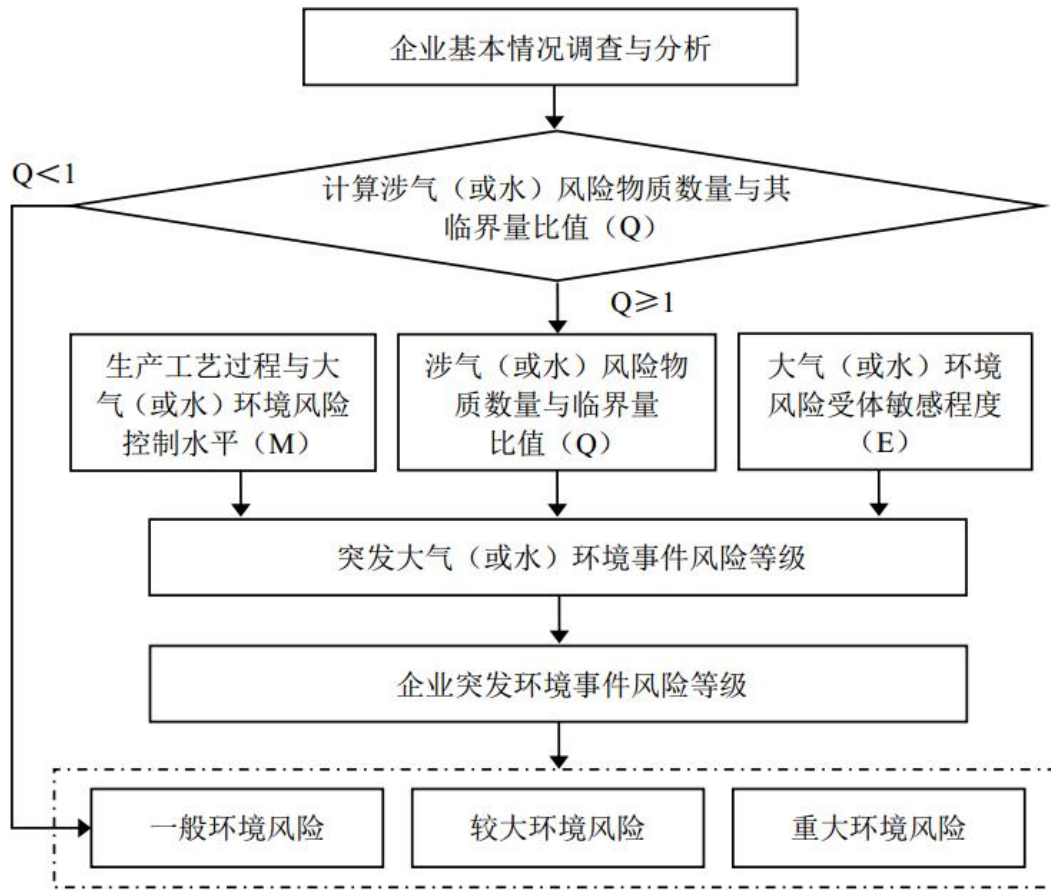 企业基本情况调查与分析
Q＜1
计算涉气（或水）风险物质数量与其
临界量比值（Q）
Q≥1
生产工艺过程与大
气（或水）环境风险
控制水平（M）
涉气（或水）风险物
质数量与临界量
比值（Q）
大气（或水）环境
风险受体敏感程度
（E）
突发大气（或水）环境事件风险等级
企业突发环境事件风险等级
一般环境风险
较大环境风险
重大环境风险